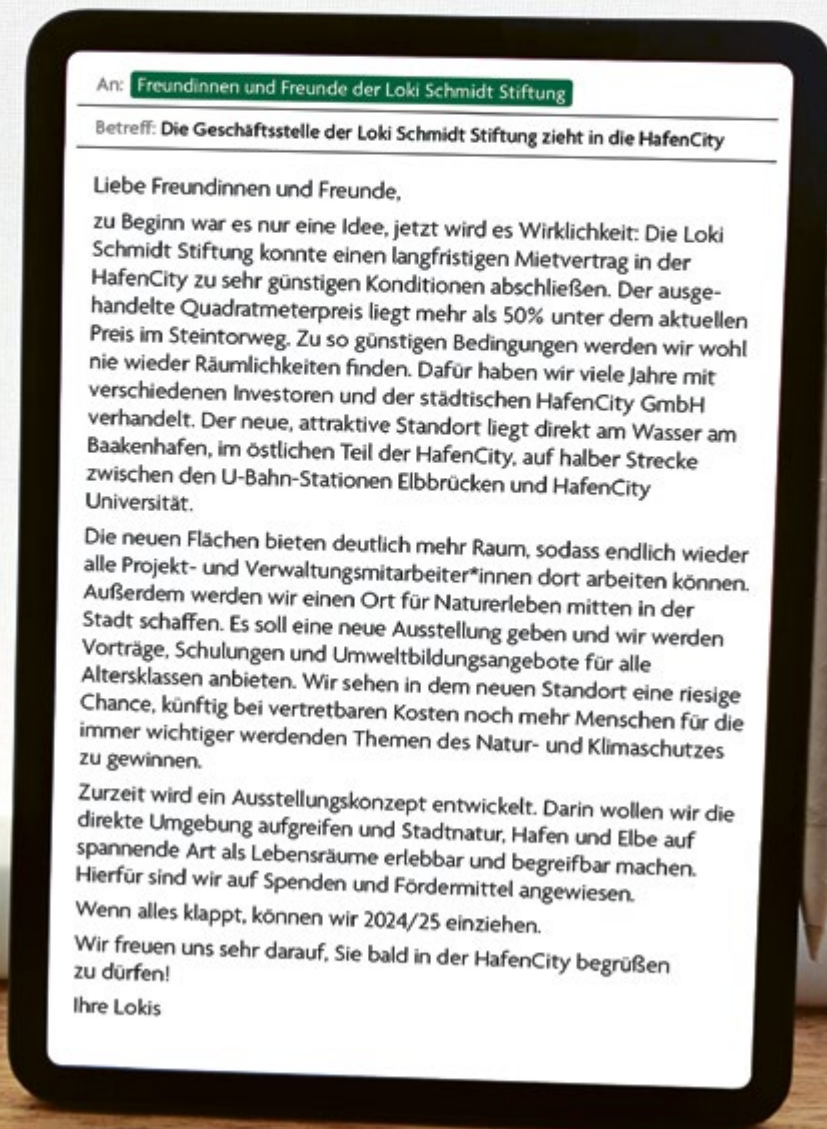 An: Freundinnen und Freunde der Loki Schmidt Stiftung
Betreff: Die Geschäftsstelle der Loki Schmidt Stiftung zieht in die HafenCity
Liebe Freundinnen und Freunde,
zu Beginn war es nur eine Idee, jetzt wird es Wirklichkeit: Die Loki
Schmidt Stiftung konnte einen langfristigen Mietvertrag in der
HafenCity zu sehr günstigen Konditionen abschließen. Der ausge-
handelte Quadratmeterpreis liegt mehr als 50% unter dem aktuellen
Preis im Steintorweg. Zu so günstigen Bedingungen werden wir wohl
nie wieder Räumlichkeiten finden. Dafür haben wir viele Jahre mit
verschiedenen Investoren und der städtischen HafenCity GmbH
verhandelt. Der neue, attraktive Standort liegt direkt am Wasser am
Baakenhafen, im östlichen Teil der HafenCity, auf halber Strecke
zwischen den U-Bahn-Stationen Elbbrücken und HafenCity
Universität.
Die neuen Flächen bieten deutlich mehr Raum, sodass endlich wieder
alle Projekt- und Verwaltungsmitarbeiter*innen dort arbeiten können.
Außerdem werden wir einen Ort für Naturerleben mitten in der
Stadt schaffen. Es soll eine neue Ausstellung geben und wir werden
Vorträge, Schulungen und Umweltbildungsangebote für alle
Altersklassen anbieten. Wir sehen in dem neuen Standort eine riesige
Chance, künftig bei vertretbaren Kosten noch mehr Menschen für die
immer wichtiger werdenden Themen des Natur- und Klimaschutzes
zu gewinnen.
Zurzeit wird ein Ausstellungskonzept entwickelt. Darin wollen wir die
direkte Umgebung aufgreifen und Stadtnatur, Hafen und Elbe auf
spannende Art als Lebensräume erlebbar und begreifbar machen.
Hierfür sind wir auf Spenden und Fördermittel angewiesen.
Wenn alles klappt, können wir 2024/25 einziehen.
Wir freuen uns sehr darauf, Sie bald in der HafenCity begrüßen
zu dürfen!
Ihre Lokis